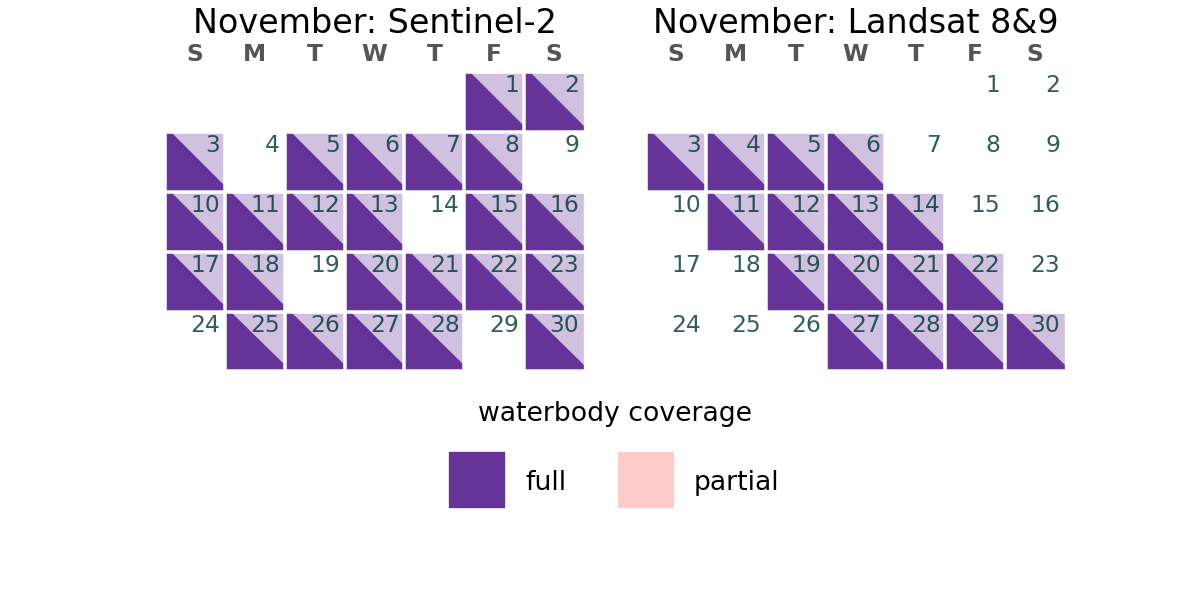 November: Sentinel-2
S M T W T F S
1 2
3 4 5 6 7 8 9
10 11 12 13 14 15 16
17 18 19 20 21 22 23
24 25 26 27 28 29 30
November: Landsat 8&9
S M T W T F S
1 2
3 4 5 6 7 8 9
10 11 12 13 14 15 16
17 18 19 20 21 22 23
24 25 26 27 28 29 30
waterbody coverage
full
partial